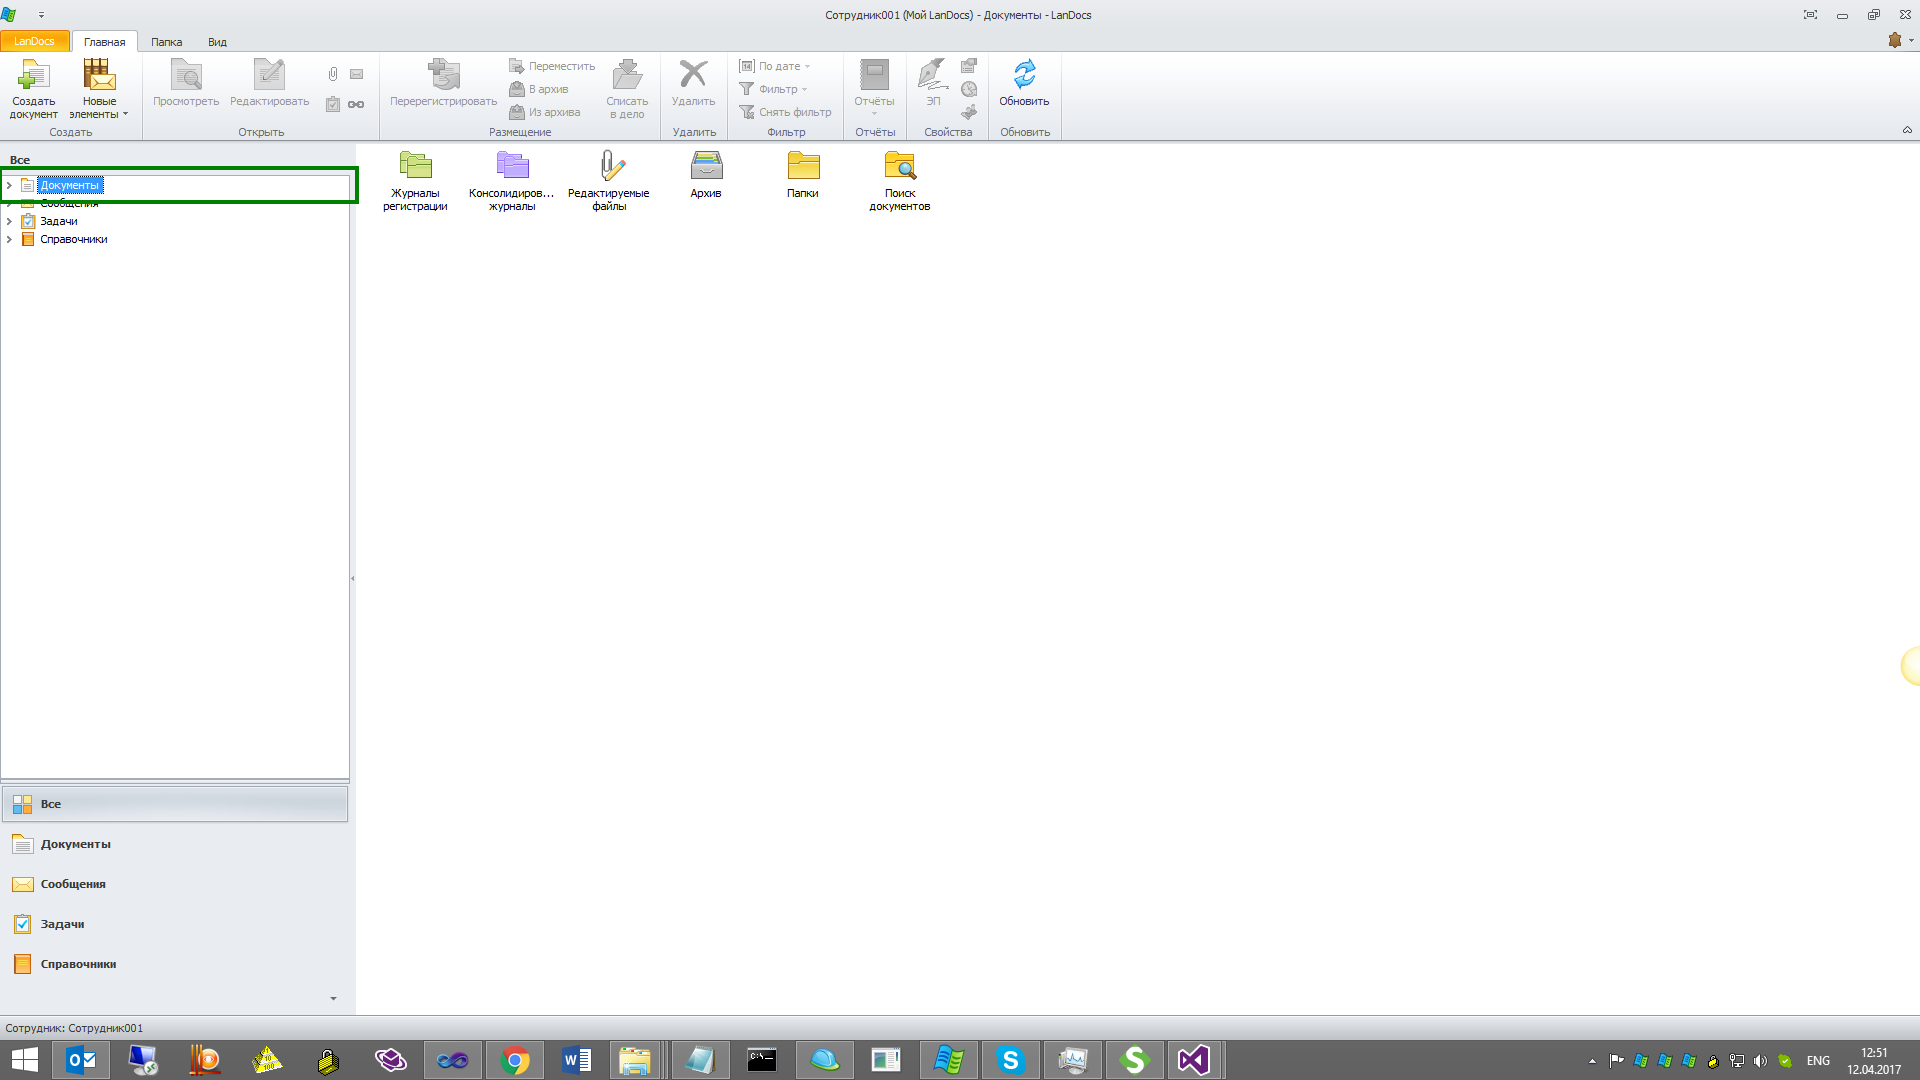 Сотрудник001 (Мой LanDocs) - Документы - LanDocs
LanDocs
Главная
Папка
Вид
Создать
документ
Новые
элементы
Создать
Просмотреть
Редактировать
Открыть
Перерегистрировать
Переместить
В архив
Из архива
Списать
в дело
Размещение
Удалить
Удалить
По дате
Фильтр
Снять фильтр
Фильтр
Отчёты
Отчёты
ЭП
Свойства
Обновить
Обновить
Все
Документы
Сообщения
Задачи
Справочники
Журналы
регистрации
Консолидиров...
журналы
Редактируемые
файлы
Архив
Папки
Поиск
документов
Все
Документы
Сообщения
Задачи
Справочники
Сотрудник: Сотрудник001
ENG
12:51
12.04.2017